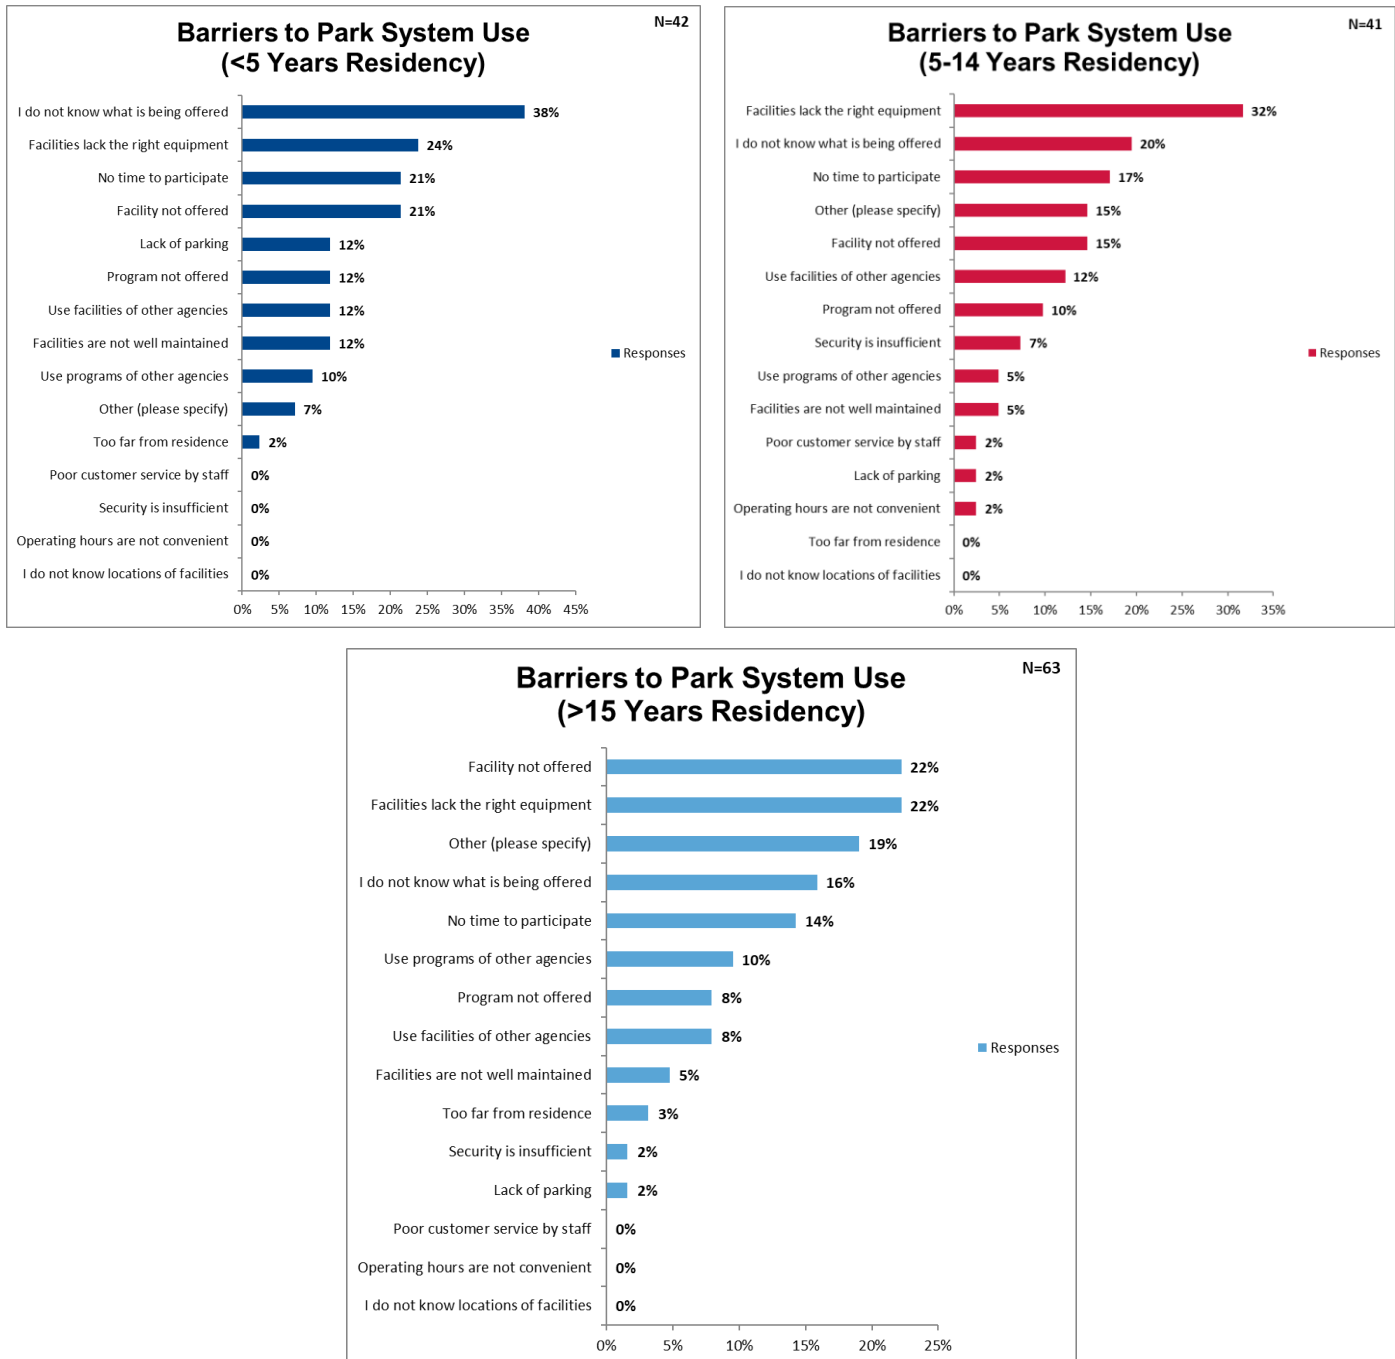 Barriers to Park System Use
(<5 Years Residency)
N=42
I do not know what is being offered 38%
Facilities lack the right equipment 24%
No time to participate 21%
Facility not offered 21%
Lack of parking 12%
Program not offered 12%
Use facilities of other agencies 12%
Facilities are not well maintained 12%
Use programs of other agencies 10%
Other (please specify) 7%
Too far from residence 2%
Poor customer service by staff 0%
Security is insufficient 0%
Operating hours are not convenient 0%
I do not know locations of facilities 0%
0% 5% 10% 15% 20% 25% 30% 35% 40% 45%
Responses
Barriers to Park System Use
(5-14 Years Residency)
N=41
Facilities lack the right equipment 32%
I do not know what is being offered 20%
No time to participate 17%
Other (please specify) 15%
Facility not offered 15%
Use facilities of other agencies 12%
Program not offered 10%
Security is insufficient 7%
Use programs of other agencies 5%
Facilities are not well maintained 5%
Poor customer service by staff 2%
Lack of parking 2%
Operating hours are not convenient 2%
Too far from residence 0%
I do not know locations of facilities 0%
0% 5% 10% 15% 20% 25% 30% 35%
Responses
Barriers to Park System Use
(>15 Years Residency)
N=63
Facility not offered 22%
Facilities lack the right equipment 22%
Other (please specify) 19%
I do not know what is being offered 16%
No time to participate 14%
Use programs of other agencies 10%
Program not offered 8%
Use facilities of other agencies 8%
Facilities are not well maintained 5%
Too far from residence 3%
Security is insufficient 2%
Lack of parking 2%
Poor customer service by staff 0%
Operating hours are not convenient 0%
I do not know locations of facilities 0%
0% 5% 10% 15% 20% 25%
Responses